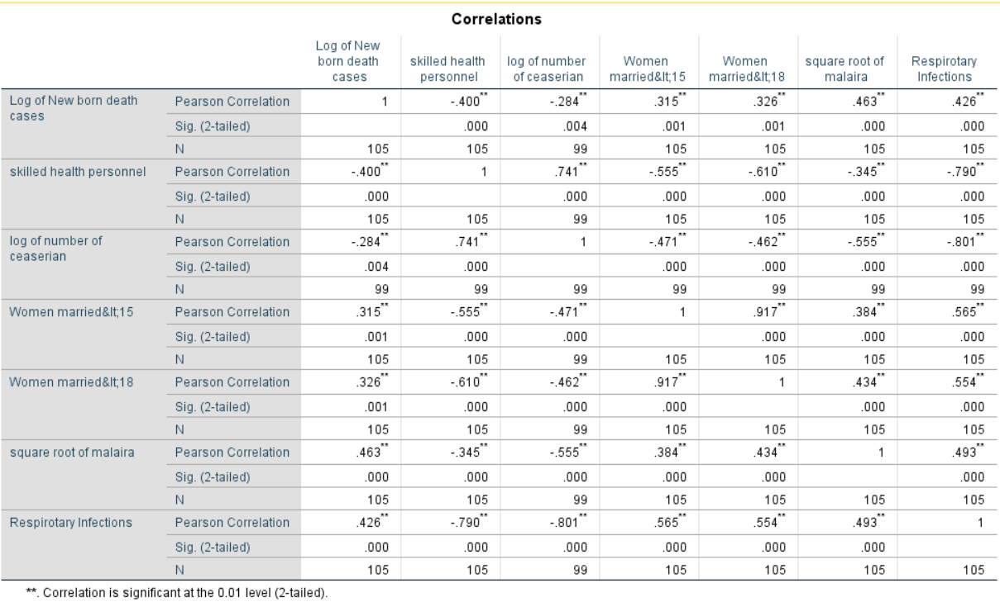 Correlations
Log of New born death cases skilled health personnel log of number of ceaserian Women married&lt;15 Women married&lt;18 square root of malaira Respirotary Infections
Log of New born death cases Pearson Correlation 1 -.400** -.284** .315** .326** .463** .426**
Sig. (2-tailed) .000 .004 .001 .001 .000 .000
N 105 105 99 105 105 105 105
skilled health personnel Pearson Correlation -.400** 1 .741** -.555** -.610** -.345** -.790**
Sig. (2-tailed) .000 .000 .000 .000 .000 .000
N 105 105 99 105 105 105 105
log of number of ceaserian Pearson Correlation -.284** .741** 1 -.471** -.462** -.555** -.801**
Sig. (2-tailed) .004 .000 .000 .000 .000 .000
N 99 99 99 99 99 99 99
Women married&lt;15 Pearson Correlation .315** -.555** -.471** 1 .917** .384** .565**
Sig. (2-tailed) .001 .000 .000 .000 .000 .000
N 105 105 99 105 105 105 105
Women married&lt;18 Pearson Correlation .326** -.610** -.462** .917** 1 .434** .554**
Sig. (2-tailed) .001 .000 .000 .000 .000 .000
N 105 105 99 105 105 105 105
square root of malaira Pearson Correlation .463** -.345** -.555** .384** .434** 1 .493**
Sig. (2-tailed) .000 .000 .000 .000 .000 .000
N 105 105 99 105 105 105 105
Respirotary Infections Pearson Correlation .426** -.790** -.801** .565** .554** .493** 1
Sig. (2-tailed) .000 .000 .000 .000 .000 .000
N 105 105 99 105 105 105 105
**. Correlation is significant at the 0.01 level (2-tailed).